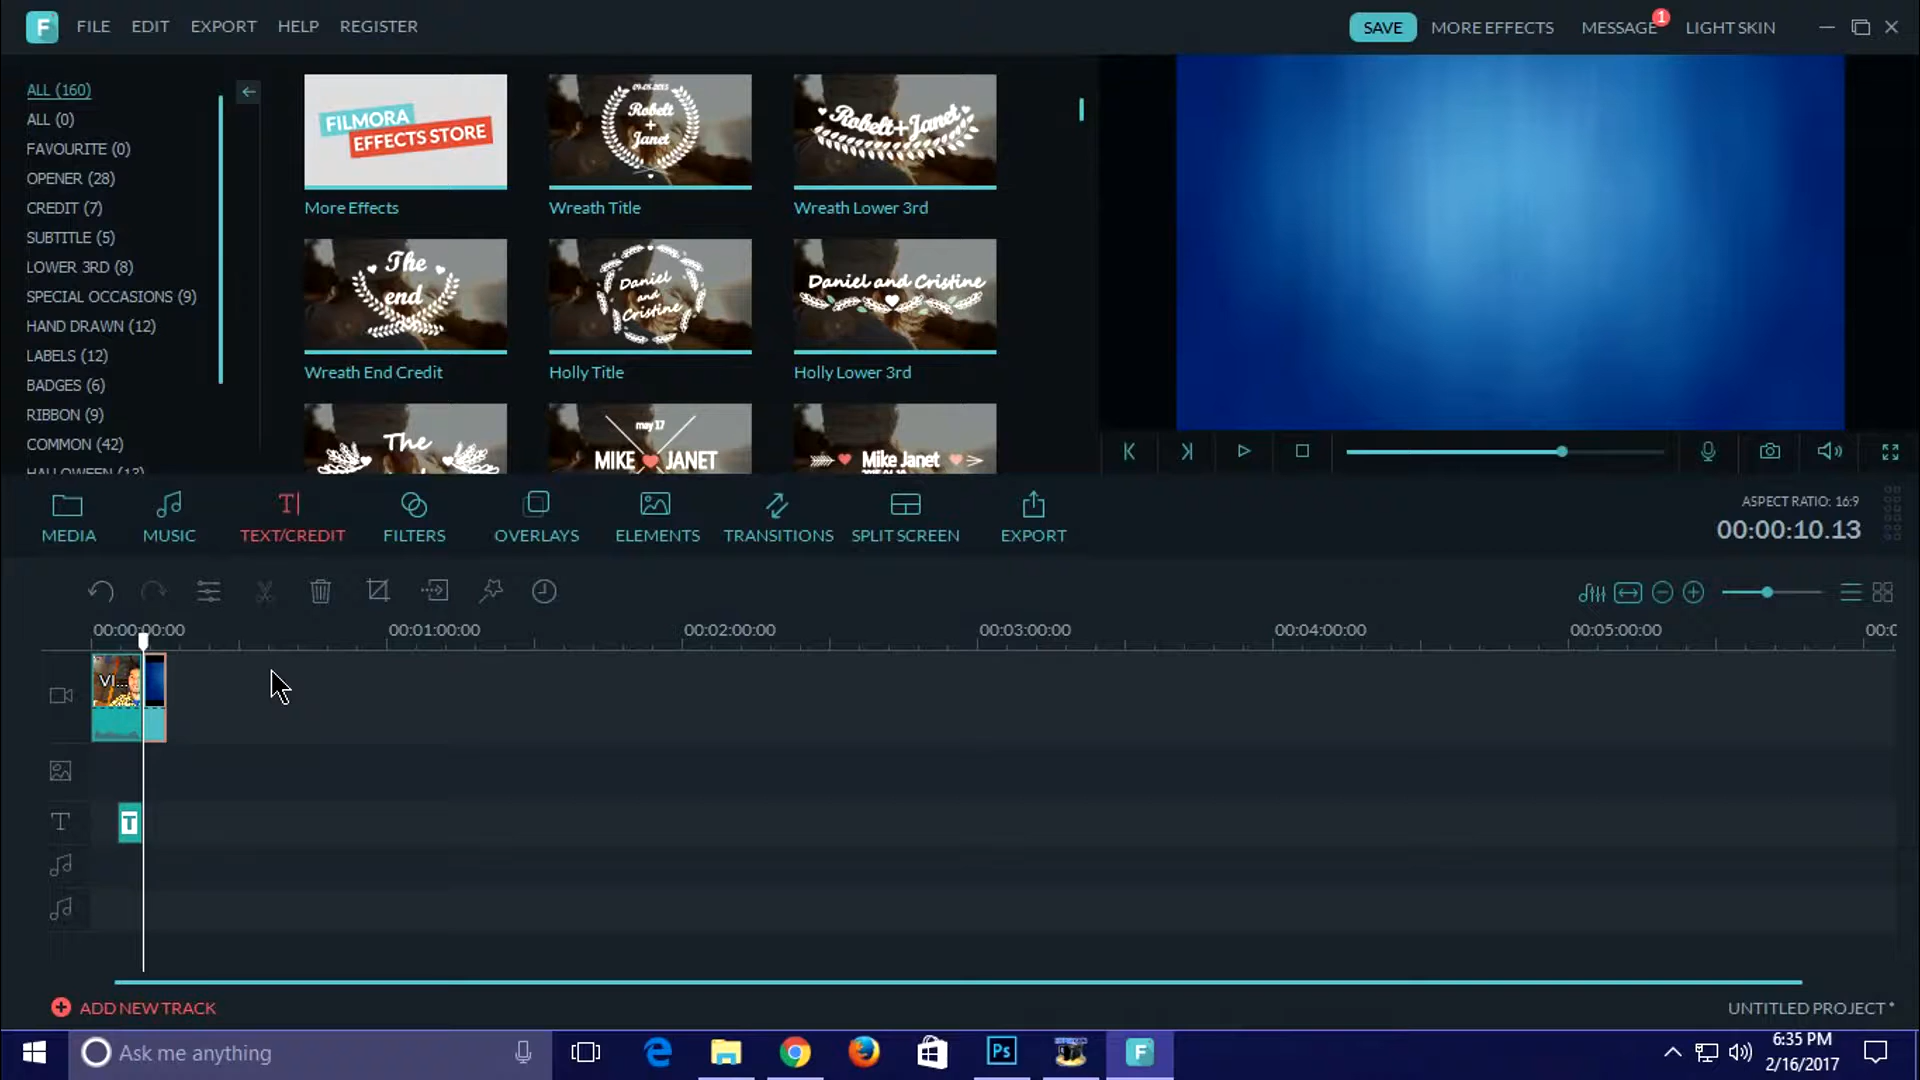 F FILE EDIT EXPORT HELP REGISTER SAVE MORE EFFECTS MESSAGE 1 LIGHT SKIN
ALL (160)
ALL (0)
FAVOURITE (0)
OPENER (28)
CREDIT (7)
SUBTITLE (5)
LOWER 3RD (8)
SPECIAL OCCASIONS (9)
HAND DRAWN (12)
LABELS (12)
BADGES (6)
RIBBON (9)
COMMON (42)
HALLOWEEN (13)
FILMORA
EFFECTS STORE
More Effects
09-05-2015
Robelt
+
Janet
Wreath Title
Robelt+Janet
Wreath Lower 3rd
The
end
Wreath End Credit
Daniel
and
Cristine
Holly Title
Daniel and Cristine
Holly Lower 3rd
The
may 17
MIKE JANET
Mike Janet
MEDIA MUSIC TEXT/CREDIT FILTERS OVERLAYS ELEMENTS TRANSITIONS SPLIT SCREEN EXPORT
ASPECT RATIO: 16:9
00:00:10.13
00:00:00:00 00:01:00:00 00:02:00:00 00:03:00:00 00:04:00:00 00:05:00:00 00:0
VI...
T
ADD NEW TRACK
UNTITLED PROJECT *
Ask me anything
Ps
F
6:35 PM
2/16/2017